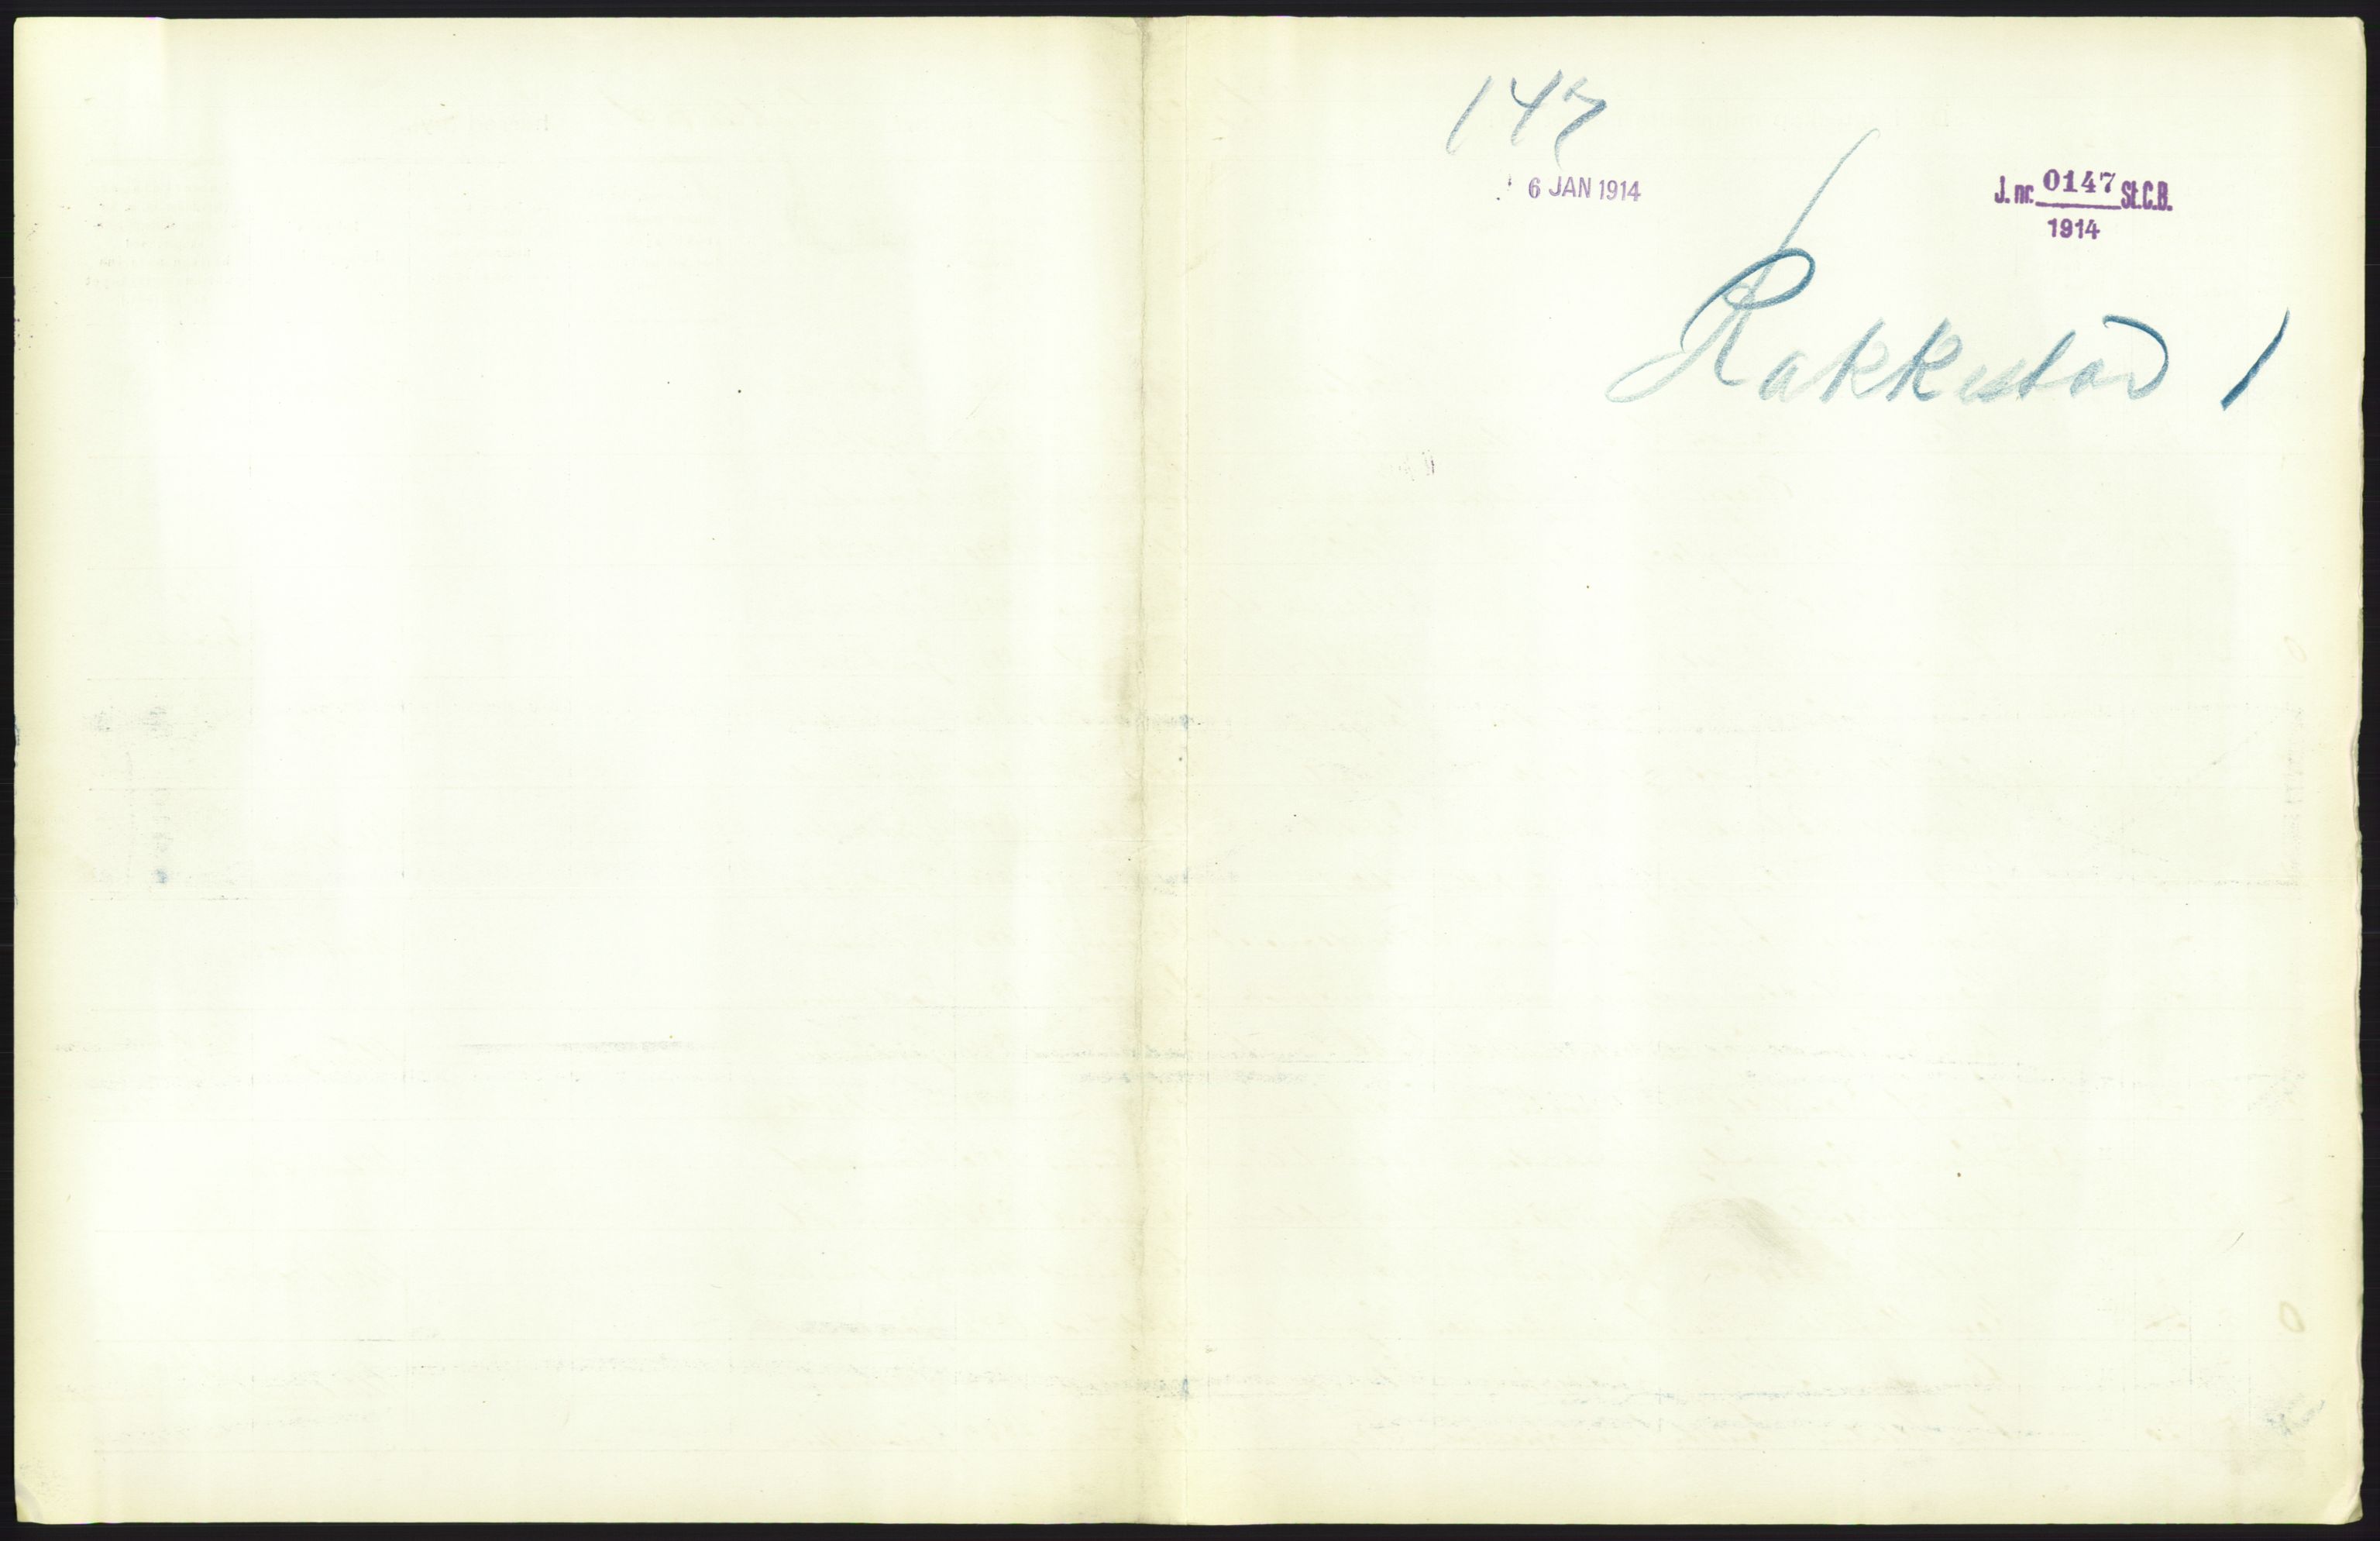 147
6 JAN 1914
J. nr. 0147 St.C.B.
1914
Rakkestad 1